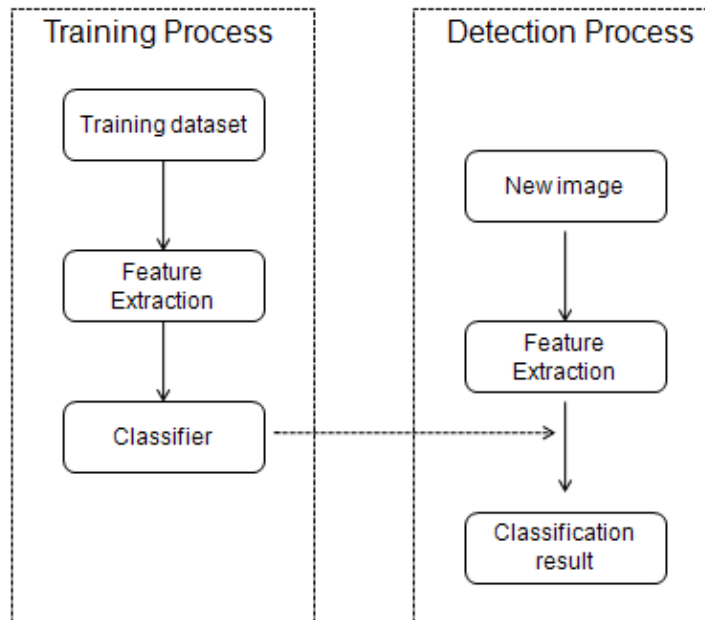 Training Process
Training dataset
Feature
Extraction
Classifier
Detection Process
New image
Feature
Extraction
Classification
result